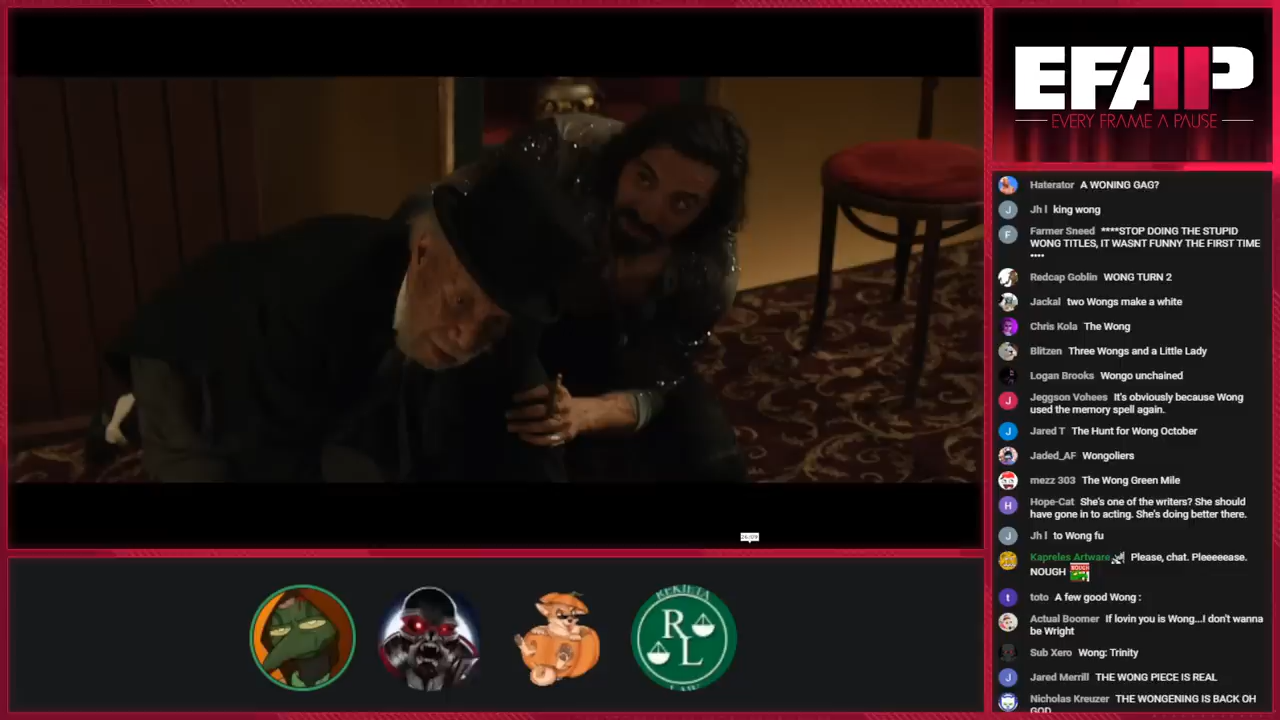 EFAP
EVERY FRAME A PAUSE
Haterator A WONING GAG?
Jh l king wong
Farmer Sneed ****STOP DOING THE STUPID
WONG TITLES, IT WASNT FUNNY THE FIRST TIME
****
Redcap Goblin WONG TURN 2
Jackal two Wongs make a white
Chris Kola The Wong
Blitzen Three Wongs and a Little Lady
Logan Brooks Wongo unchained
J Jeggson Vohees It's obviously because Wong
used the memory spell again.
J Jared T The Hunt for Wong October
Jaded_AF Wongoliers
mezz 303 The Wong Green Mile
H Hope-Cat She's one of the writers? She should
have gone in to acting. She's doing better there.
J Jh l to Wong fu
Kapreles Artware Please, chat. Pleeeeease.
NOUGH
t toto A few good Wong :
Actual Boomer If lovin you is Wong...I don't wanna
be Wright
Sub Xero Wong: Trinity
J Jared Merrill THE WONG PIECE IS REAL
Nicholas Kreuzer THE WONGENING IS BACK OH
GOD
REKIETA
R L
LAW